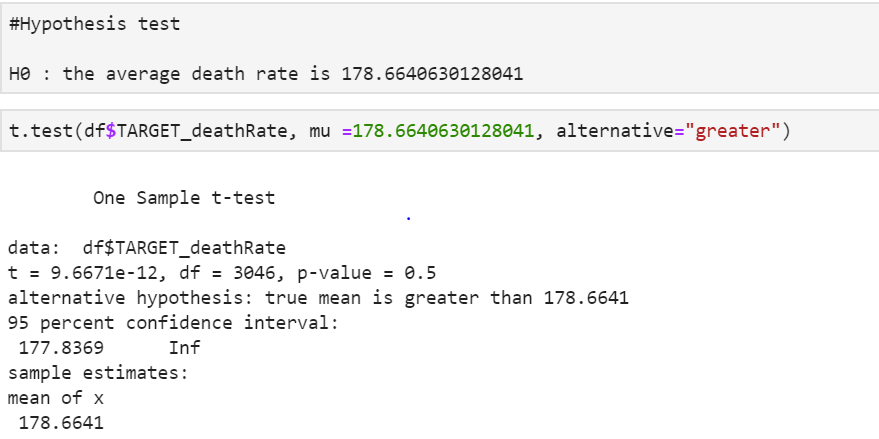 #Hypothesis test
H0 : the average death rate is 178.6640630128041
t.test(df$TARGET_deathRate, mu =178.6640630128041, alternative="greater")
One Sample t-test
data:  df$TARGET_deathRate
t = 9.6671e-12, df = 3046, p-value = 0.5
alternative hypothesis: true mean is greater than 178.6641
95 percent confidence interval:
177.8369      Inf
sample estimates:
mean of x
178.6641